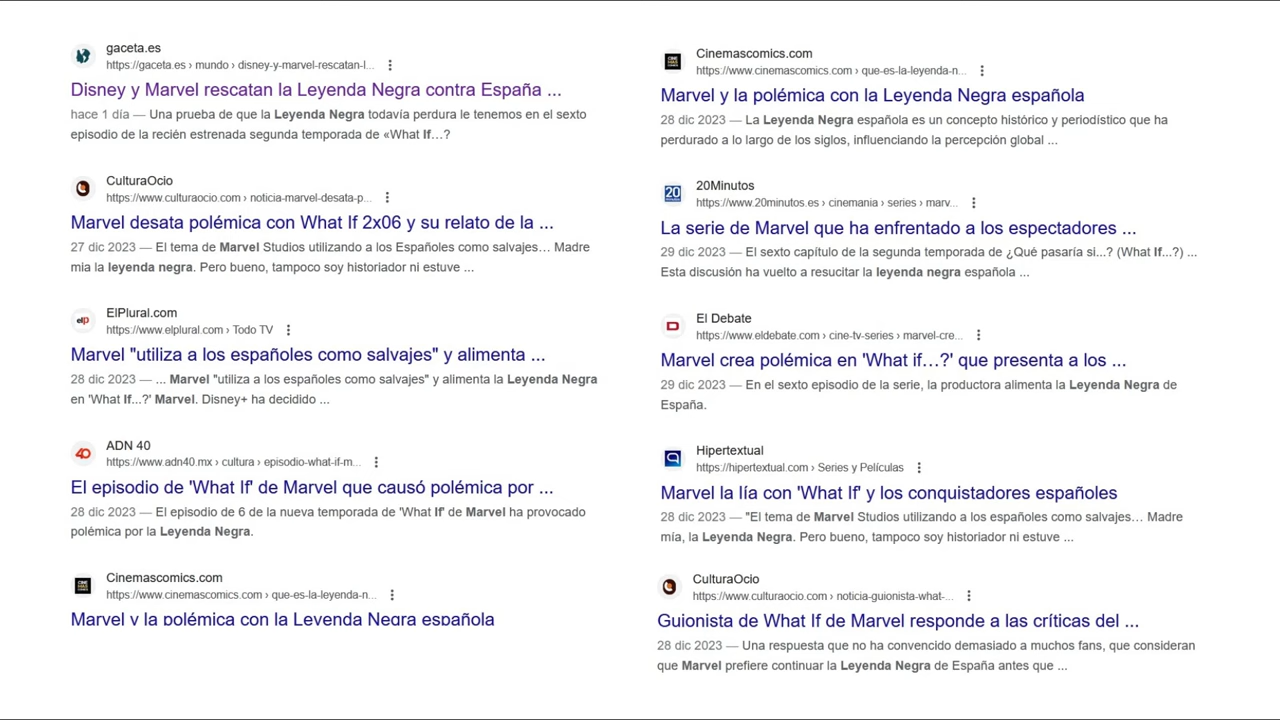 gaceta.es
https://gaceta.es › mundo › disney-y-marvel-rescatan-l...
Disney y Marvel rescatan la Leyenda Negra contra España ...
hace 1 día — Una prueba de que la Leyenda Negra todavía perdura le tenemos en el sexto
episodio de la recién estrenada segunda temporada de «What If…?
CulturaOcio
https://www.culturaocio.com › noticia-marvel-desata-p...
Marvel desata polémica con What If 2x06 y su relato de la ...
27 dic 2023 — El tema de Marvel Studios utilizando a los Españoles como salvajes… Madre
mia la leyenda negra. Pero bueno, tampoco soy historiador ni estuve ...
ElPlural.com
elp
https://www.elplural.com › Todo TV
Marvel "utiliza a los españoles como salvajes" y alimenta ...
28 dic 2023 — ... Marvel "utiliza a los españoles como salvajes" y alimenta la Leyenda Negra
en 'What If...?' Marvel. Disney+ ha decidido ...
ADN 40
40
https://www.adn40.mx › cultura › episodio-what-if-m...
El episodio de 'What If' de Marvel que causó polémica por ...
28 dic 2023 — El episodio de 6 de la nueva temporada de 'What If' de Marvel ha provocado
polémica por la Leyenda Negra.
Cinemascomics.com
https://www.cinemascomics.com › que-es-la-leyenda-n...
Marvel y la polémica con la Leyenda Negra española
Cinemascomics.com
https://www.cinemascomics.com › que-es-la-leyenda-n...
Marvel y la polémica con la Leyenda Negra española
28 dic 2023 — La Leyenda Negra española es un concepto histórico y periodístico que ha
perdurado a lo largo de los siglos, influenciando la percepción global ...
20Minutos
20
https://www.20minutos.es › cinemania › series › marv...
La serie de Marvel que ha enfrentado a los espectadores ...
29 dic 2023 — El sexto capítulo de la segunda temporada de ¿Qué pasaría si...? (What If...?) ...
Esta discusión ha vuelto a resucitar la leyenda negra española ...
El Debate
https://www.eldebate.com › cine-tv-series › marvel-cre...
Marvel crea polémica en 'What if…?' que presenta a los ...
29 dic 2023 — En el sexto episodio de la serie, la productora alimenta la Leyenda Negra de
España.
Hipertextual
https://hipertextual.com › Series y Películas
Marvel la lía con 'What If' y los conquistadores españoles
28 dic 2023 — "El tema de Marvel Studios utilizando a los españoles como salvajes… Madre
mía, la Leyenda Negra. Pero bueno, tampoco soy historiador ni estuve ...
CulturaOcio
https://www.culturaocio.com › noticia-guionista-what-...
Guionista de What If de Marvel responde a las críticas del ...
28 dic 2023 — Una respuesta que no ha convencido demasiado a muchos fans, que consideran
que Marvel prefiere continuar la Leyenda Negra de España antes que ...